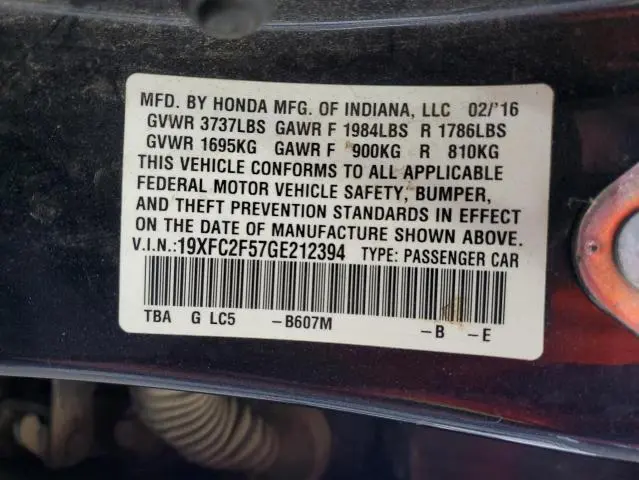 MFD. BY HONDA MFG. OF INDIANA, LLC 02/'16
GVWR 3737LBS GAWR F 1984LBS R 1786LBS
GVWR 1695KG GAWR F 900KG R 810KG
THIS VEHICLE CONFORMS TO ALL APPLICABLE
FEDERAL MOTOR VEHICLE SAFETY, BUMPER,
AND THEFT PREVENTION STANDARDS IN EFFECT
ON THE DATE OF MANUFACTURE SHOWN ABOVE.
V.I.N.:19XFC2F57GE212394 TYPE: PASSENGER CAR
TBA G LC5 -B607M -B -E